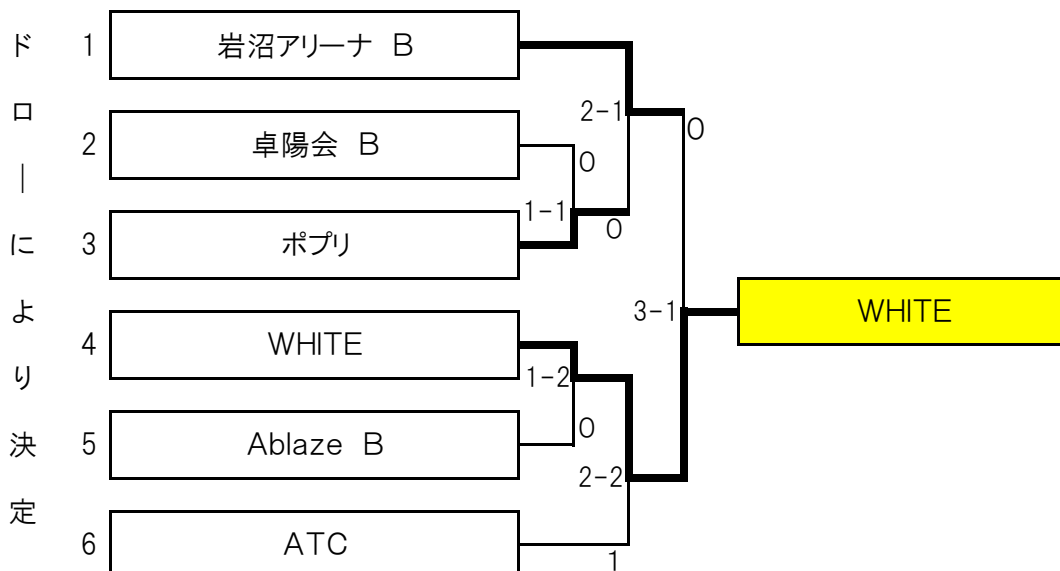 ドローにより決定
1 岩沼アリーナ B
2-1
0
2 卓陽会 B
0
1-1
0
3 ポプリ
3-1
WHITE
4 WHITE
1-2
0
5 Ablaze B
2-2
6 ATC
1